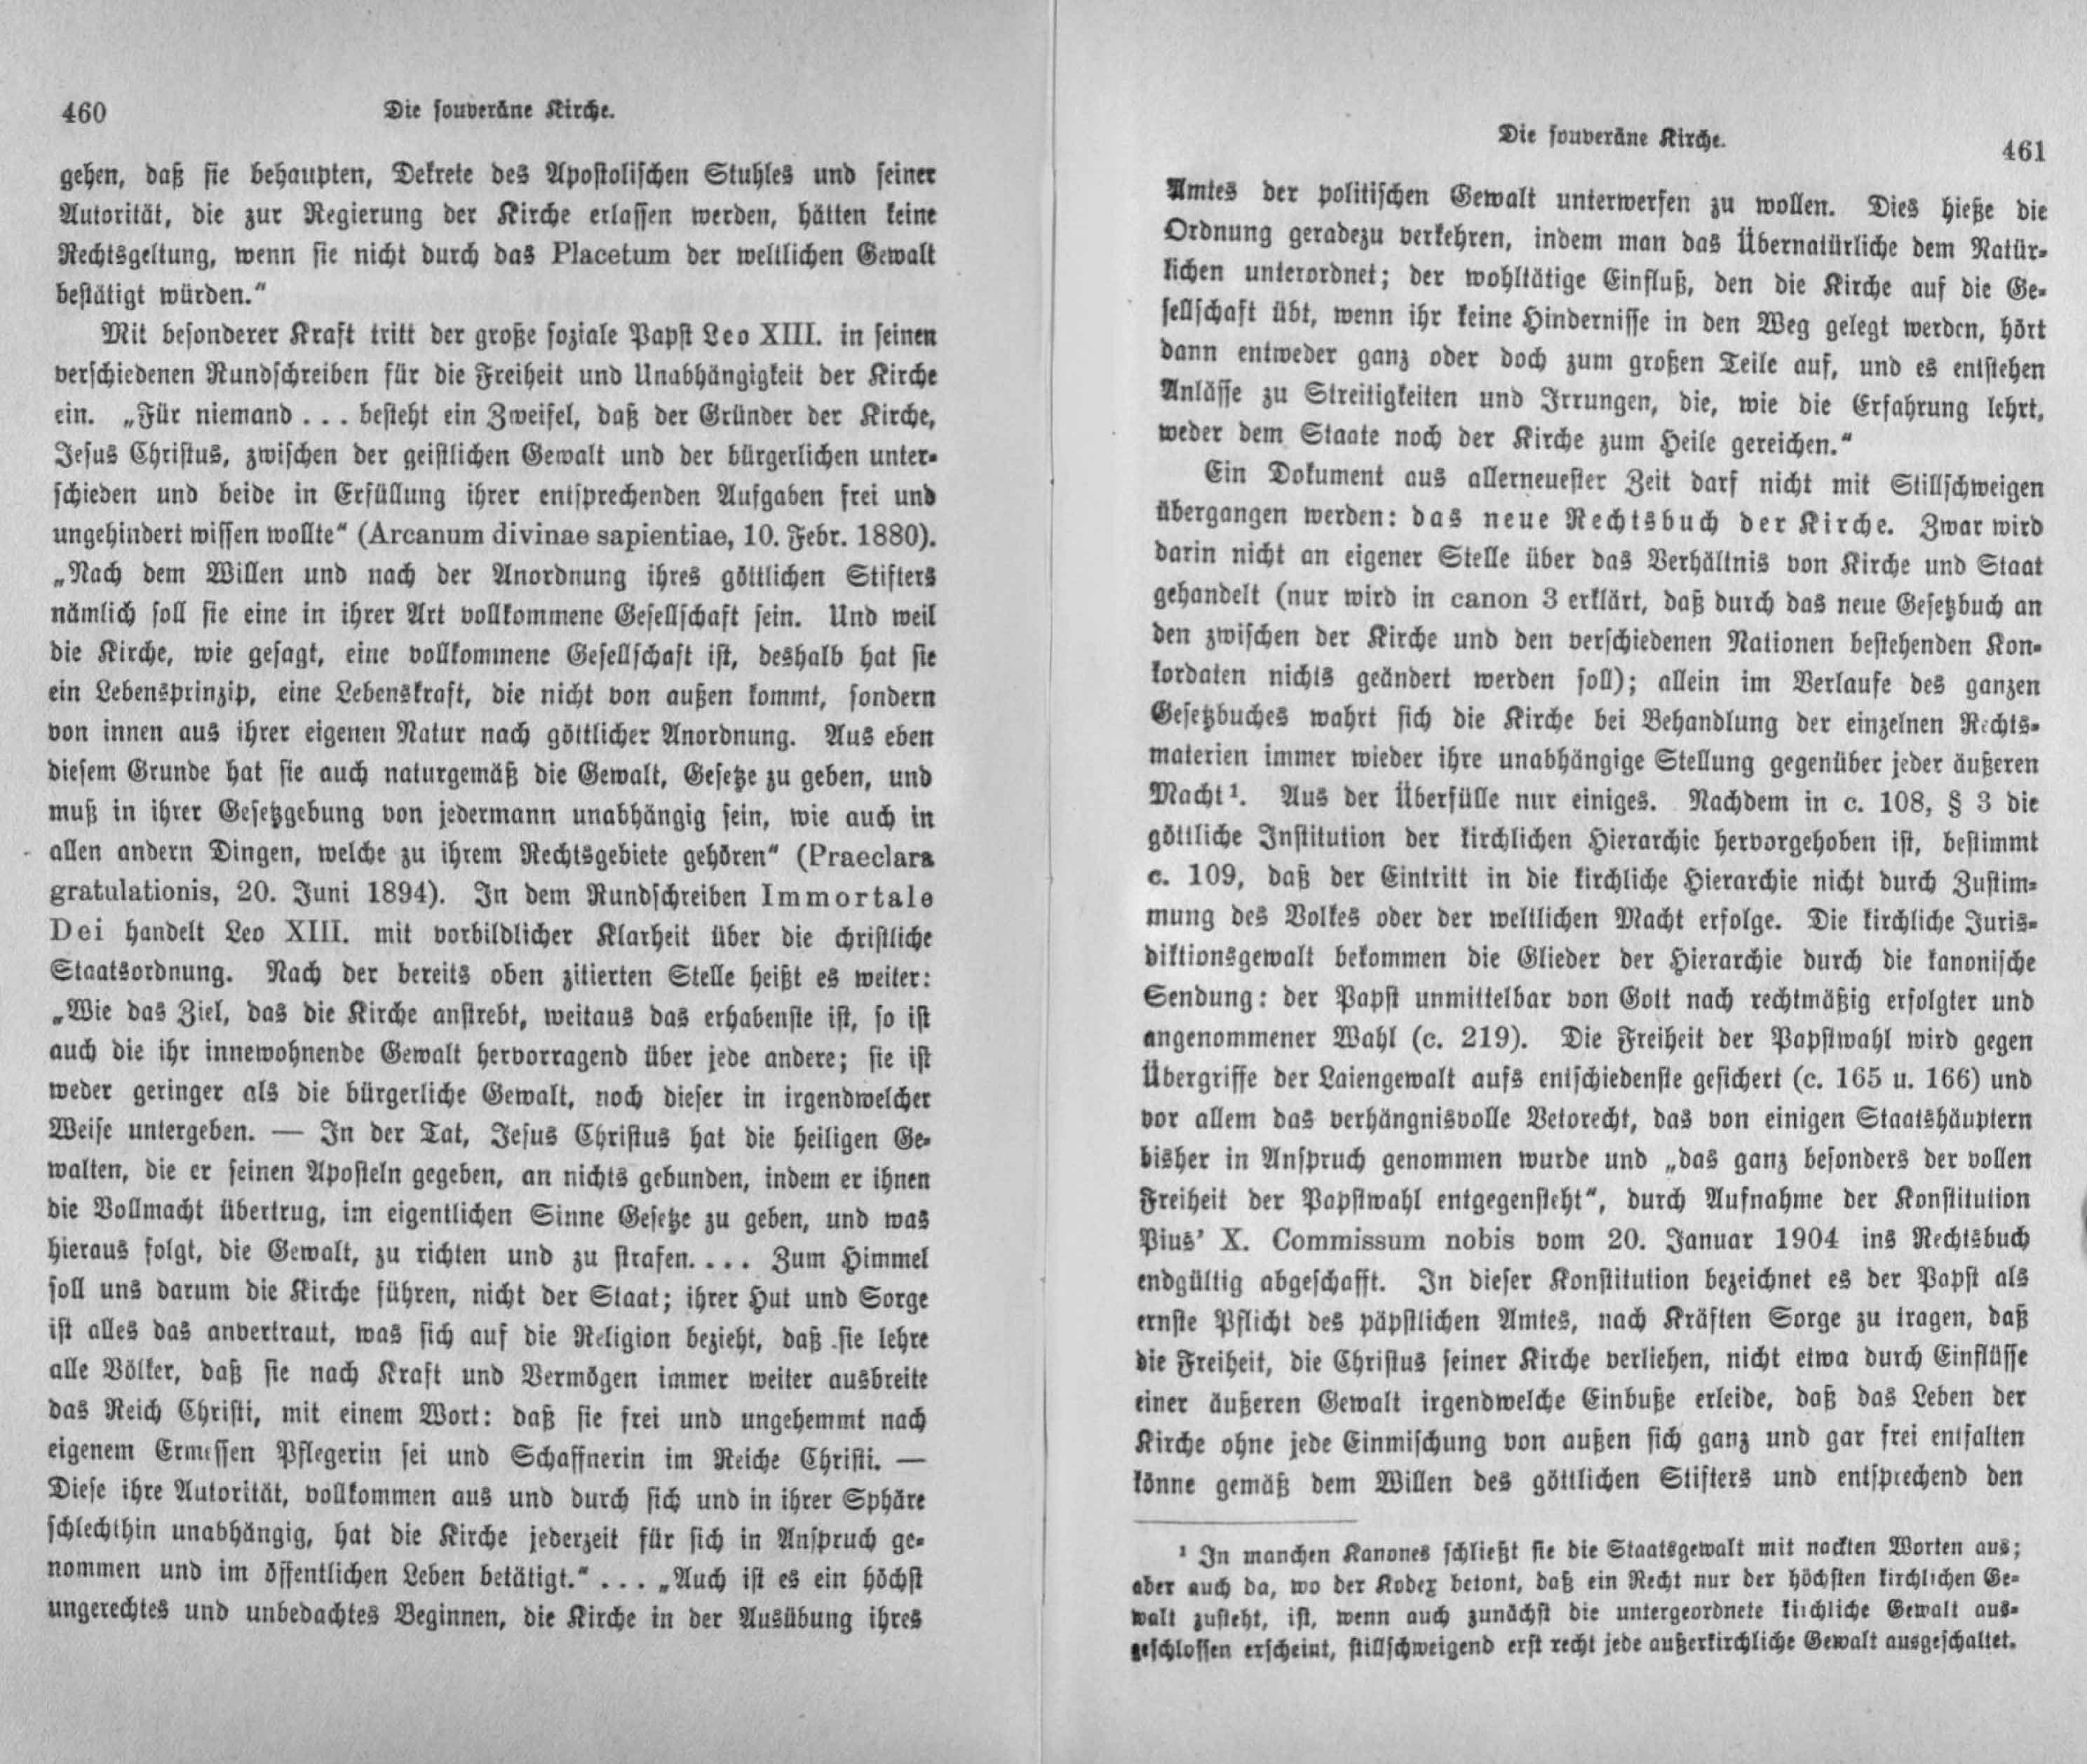 460
Die souveräne Kirche.
gehen, daß sie behaupten, Dekrete des Apostolischen Stuhles und seiner
Autorität, die zur Regierung der Kirche erlassen werden, hätten keine
Rechtsgeltung, wenn sie nicht durch das Placetum der weltlichen Gewalt
bestätigt würden.“
Mit besonderer Kraft tritt der große soziale Papst Leo XIII. in seinen
verschiedenen Rundschreiben für die Freiheit und Unabhängigkeit der Kirche
ein. „Für niemand . . . besteht ein Zweifel, daß der Gründer der Kirche,
Jesus Christus, zwischen der geistlichen Gewalt und der bürgerlichen unter-
schieden und beide in Erfüllung ihrer entsprechenden Aufgaben frei und
ungehindert wissen wollte“ (Arcanum divinae sapientiae, 10. Febr. 1880).
„Nach dem Willen und nach der Anordnung ihres göttlichen Stifters
nämlich soll sie eine in ihrer Art vollkommene Gesellschaft sein. Und weil
die Kirche, wie gesagt, eine vollkommene Gesellschaft ist, deshalb hat sie
ein Lebensprinzip, eine Lebenskraft, die nicht von außen kommt, sondern
von innen aus ihrer eigenen Natur nach göttlicher Anordnung. Aus eben
diesem Grunde hat sie auch naturgemäß die Gewalt, Gesetze zu geben, und
muß in ihrer Gesetzgebung von jedermann unabhängig sein, wie auch in
allen andern Dingen, welche zu ihrem Rechtsgebiete gehören“ (Praeclara
gratulationis, 20. Juni 1894). In dem Rundschreiben Immortale
Dei handelt Leo XIII. mit vorbildlicher Klarheit über die christliche
Staatsordnung. Nach der bereits oben zitierten Stelle heißt es weiter:
„Wie das Ziel, das die Kirche anstrebt, weitaus das erhabenste ist, so ist
auch die ihr innewohnende Gewalt hervorragend über jede andere; sie ist
weder geringer als die bürgerliche Gewalt, noch dieser in irgendwelcher
Weise untergeben. — In der Tat, Jesus Christus hat die heiligen Ge-
walten, die er seinen Aposteln gegeben, an nichts gebunden, indem er ihnen
die Vollmacht übertrug, im eigentlichen Sinne Gesetze zu geben, und was
hieraus folgt, die Gewalt, zu richten und zu strafen. . . . Zum Himmel
soll uns darum die Kirche führen, nicht der Staat; ihrer Hut und Sorge
ist alles das anvertraut, was sich auf die Religion bezieht, daß sie lehre
alle Völker, daß sie nach Kraft und Vermögen immer weiter ausbreite
das Reich Christi, mit einem Wort: daß sie frei und ungehemmt nach
eigenem Ermessen Pflegerin sei und Schaffnerin im Reiche Christi. —
Diese ihre Autorität, vollkommen aus und durch sich und in ihrer Sphäre
schlechthin unabhängig, hat die Kirche jederzeit für sich in Anspruch ge-
nommen und im öffentlichen Leben betätigt.“ . . . „Auch ist es ein höchst
ungerechtes und unbedachtes Beginnen, die Kirche in der Ausübung ihres
Die souveräne Kirche.
461
Amtes der politischen Gewalt unterwerfen zu wollen. Dies hieße die
Ordnung geradezu verkehren, indem man das Übernatürliche dem Natür-
lichen unterordnet; der wohltätige Einfluß, den die Kirche auf die Ge-
sellschaft übt, wenn ihr keine Hindernisse in den Weg gelegt werden, hört
dann entweder ganz oder doch zum großen Teile auf, und es entstehen
Anlässe zu Streitigkeiten und Irrungen, die, wie die Erfahrung lehrt,
weder dem Staate noch der Kirche zum Heile gereichen.“
Ein Dokument aus allerneuester Zeit darf nicht mit Stillschweigen
übergangen werden: das neue Rechtsbuch der Kirche. Zwar wird
darin nicht an eigener Stelle über das Verhältnis von Kirche und Staat
gehandelt (nur wird in canon 3 erklärt, daß durch das neue Gesetzbuch an
den zwischen der Kirche und den verschiedenen Nationen bestehenden Kon-
kordaten nichts geändert werden soll); allein im Verlaufe des ganzen
Gesetzbuches wahrt sich die Kirche bei Behandlung der einzelnen Rechts-
materien immer wieder ihre unabhängige Stellung gegenüber jeder äußeren
Macht¹. Aus der Überfülle nur einiges. Nachdem in c. 108, § 3 die
göttliche Institution der kirchlichen Hierarchie hervorgehoben ist, bestimmt
c. 109, daß der Eintritt in die kirchliche Hierarchie nicht durch Zustim-
mung des Volkes oder der weltlichen Macht erfolge. Die kirchliche Juris-
diktionsgewalt bekommen die Glieder der Hierarchie durch die kanonische
Sendung: der Papst unmittelbar von Gott nach rechtmäßig erfolgter und
angenommener Wahl (c. 219). Die Freiheit der Papstwahl wird gegen
Übergriffe der Laiengewalt aufs entschiedenste gesichert (c. 165 u. 166) und
vor allem das verhängnisvolle Vetorecht, das von einigen Staatshäuptern
bisher in Anspruch genommen wurde und „das ganz besonders der vollen
Freiheit der Papstwahl entgegensteht“, durch Aufnahme der Konstitution
Pius’ X. Commissum nobis vom 20. Januar 1904 ins Rechtsbuch
endgültig abgeschafft. In dieser Konstitution bezeichnet es der Papst als
ernste Pflicht des päpstlichen Amtes, nach Kräften Sorge zu tragen, daß
die Freiheit, die Christus seiner Kirche verliehen, nicht etwa durch Einflüsse
einer äußeren Gewalt irgendwelche Einbuße erleide, daß das Leben der
Kirche ohne jede Einmischung von außen sich ganz und gar frei entfalten
könne gemäß dem Willen des göttlichen Stifters und entsprechend den
¹ In manchen Kanones schließt sie die Staatsgewalt mit nackten Worten aus;
aber auch da, wo der Kodex betont, daß ein Recht nur der höchsten kirchlichen Ge-
walt zusteht, ist, wenn auch zunächst die untergeordnete kirchliche Gewalt aus-
geschlossen erscheint, stillschweigend erst recht jede außerkirchliche Gewalt ausgeschaltet.